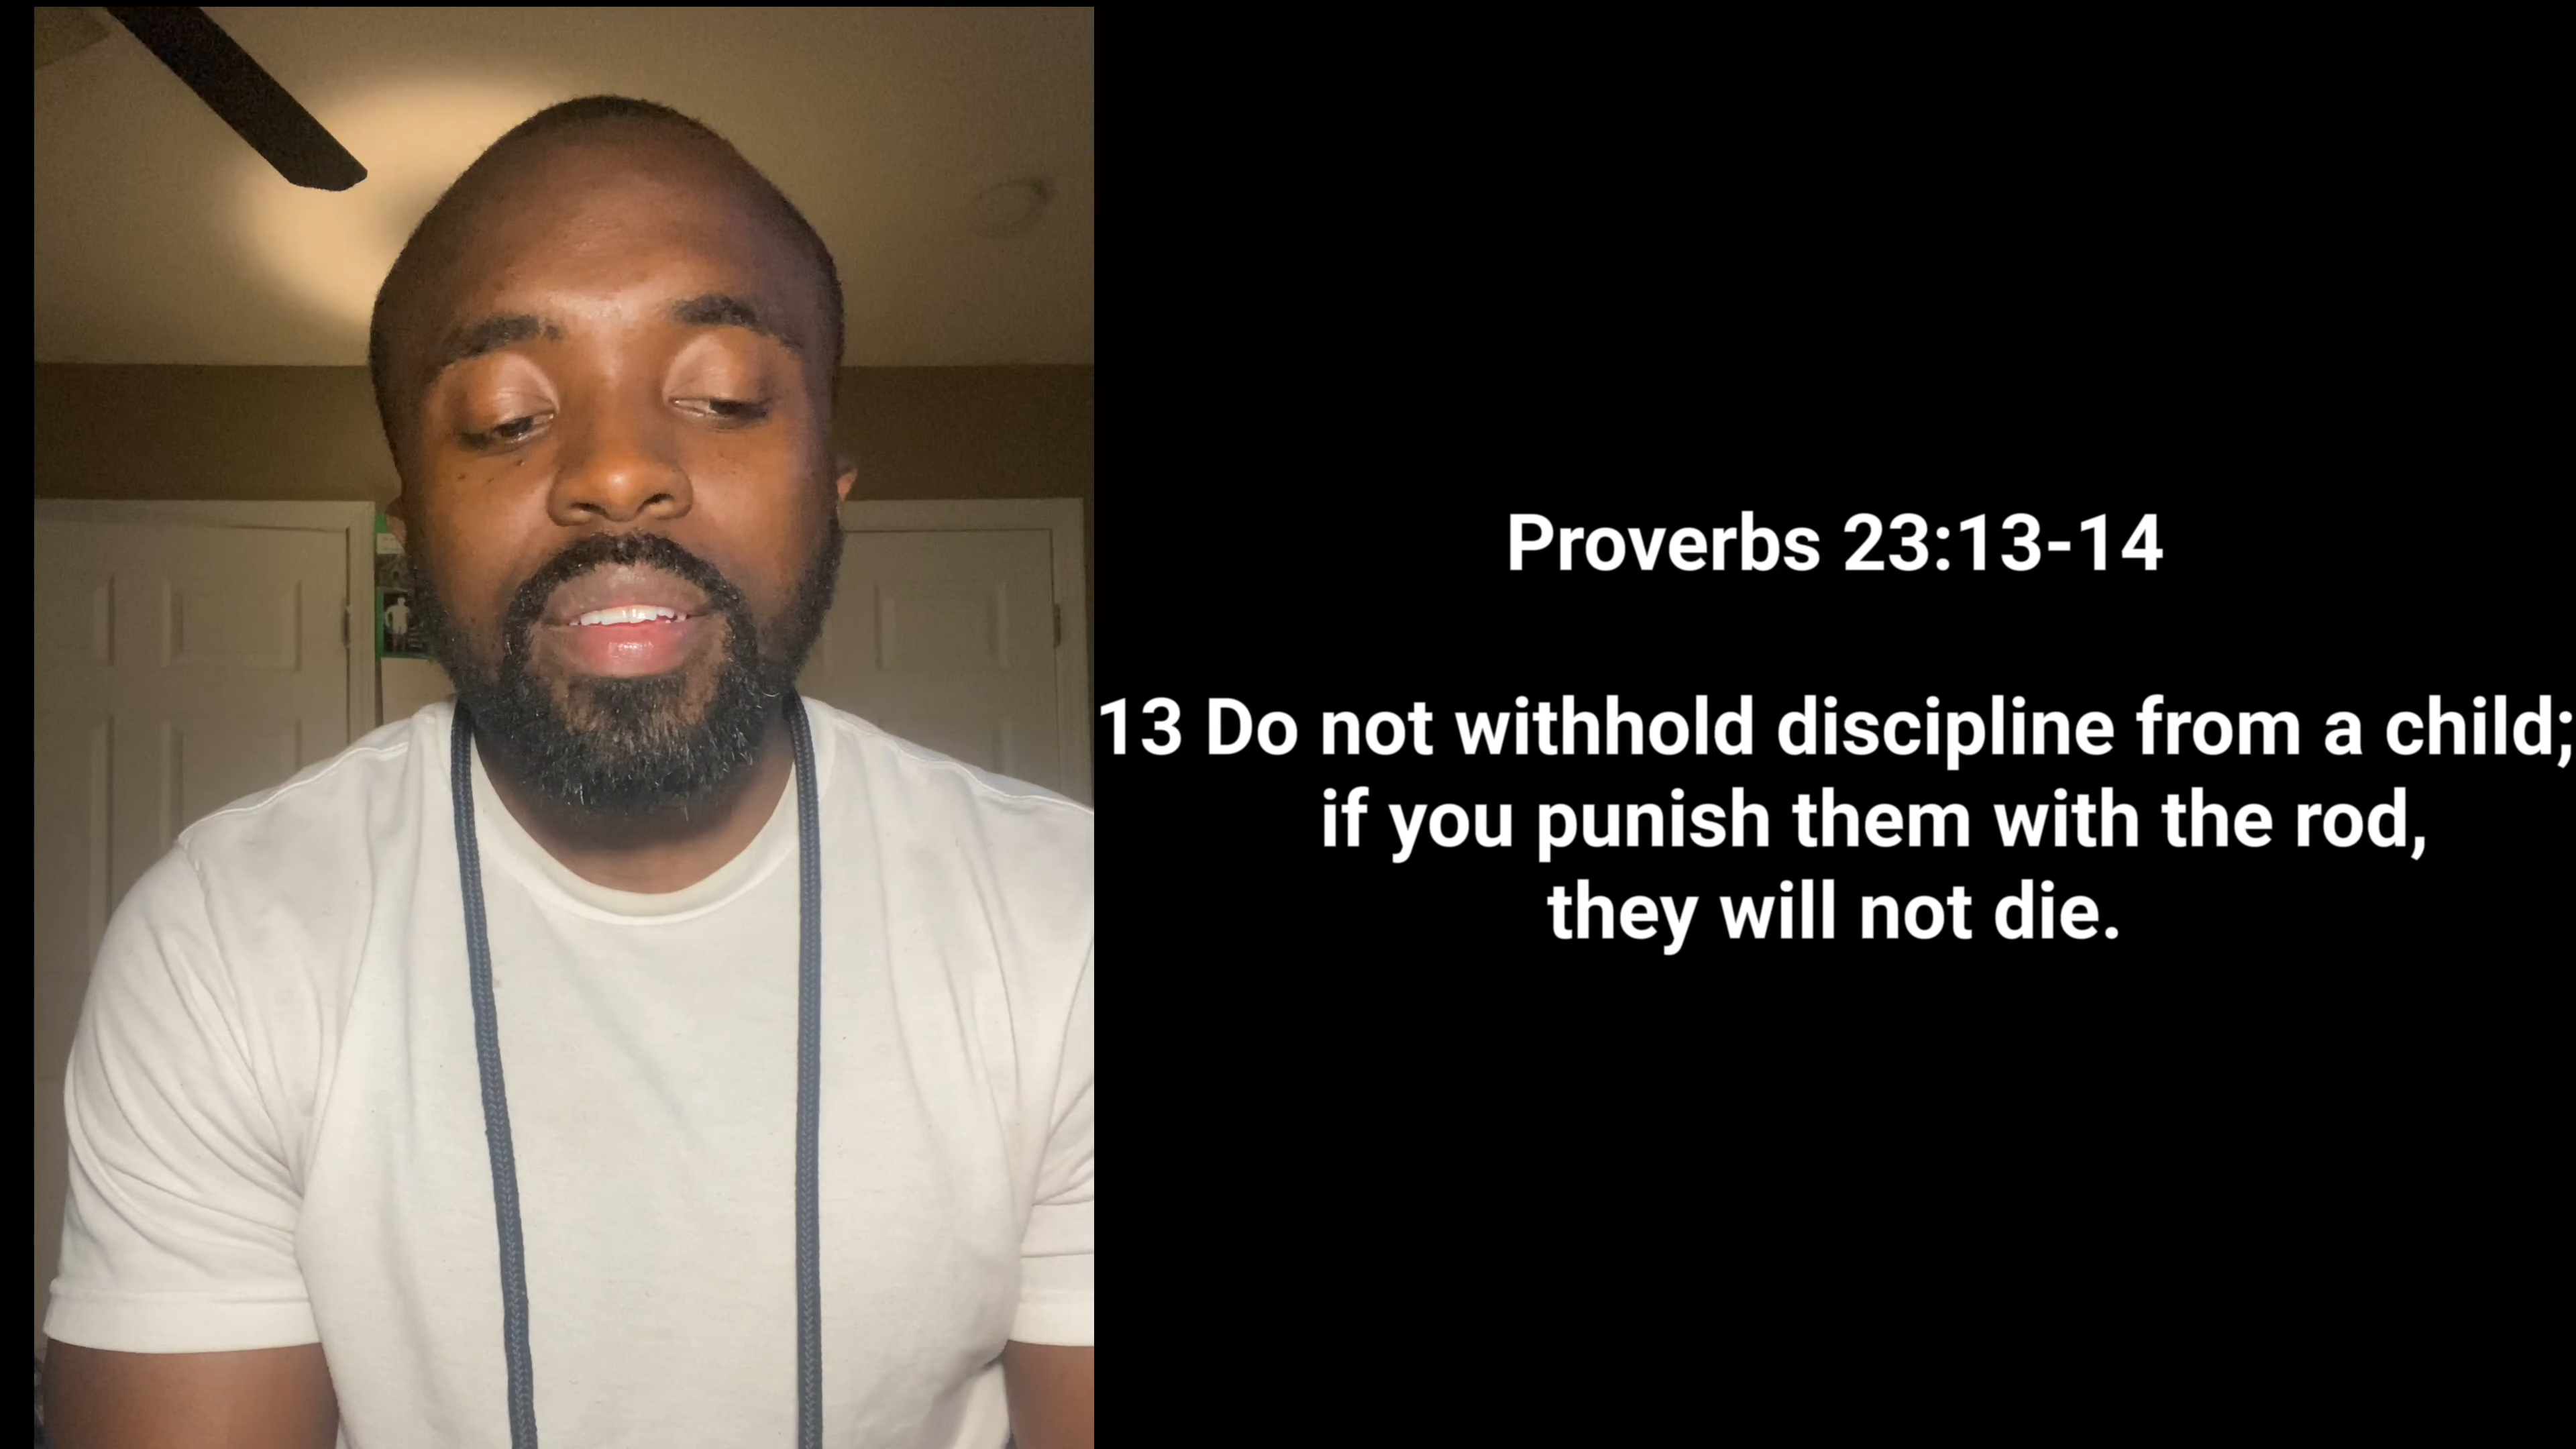 Proverbs 23:13-14
13 Do not withhold discipline from a child;
if you punish them with the rod,
they will not die.